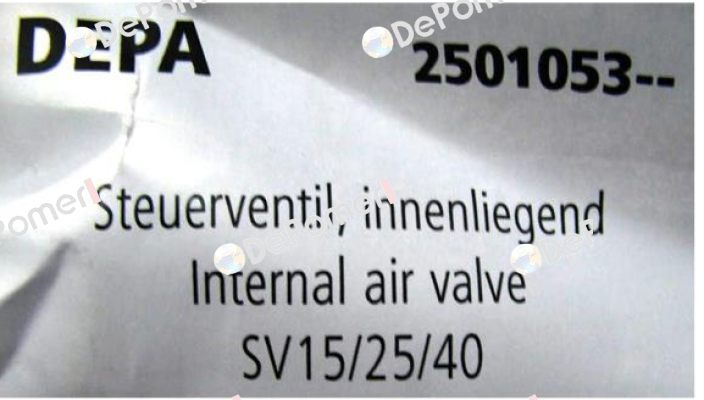 DEPA 2501053--
Steuerventil, innenliegend
Internal air valve
SV15/25/40